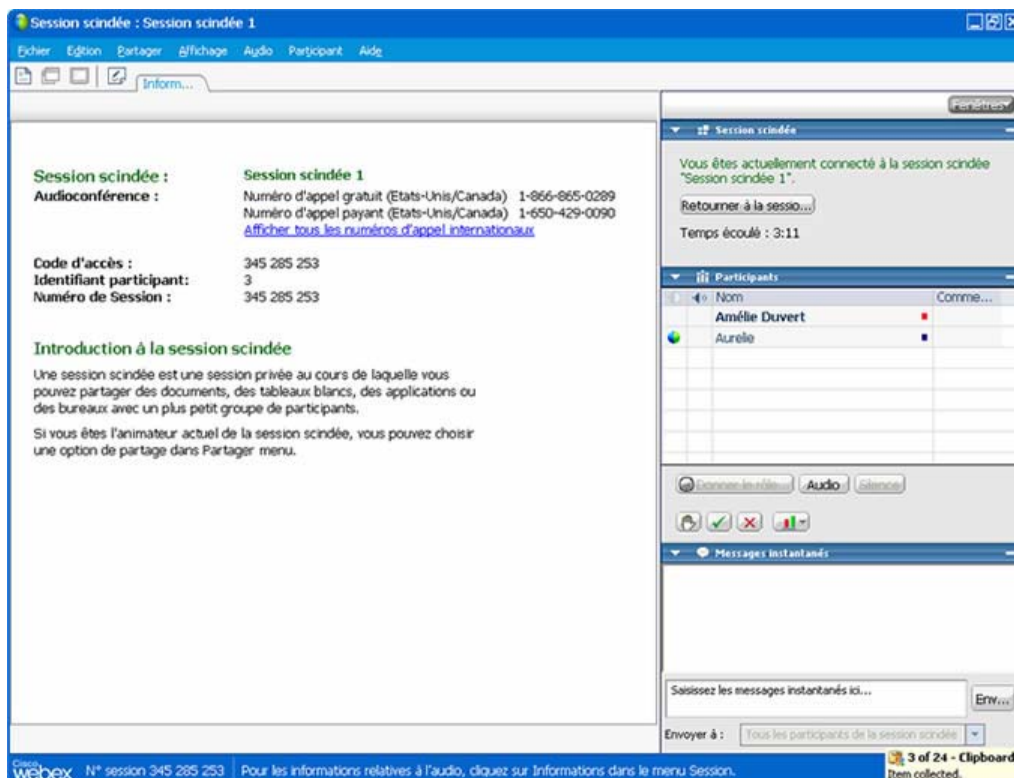 Session scindée : Session scindée 1
Fichier Edition Partager Affichage Audio Participant Aide
Inform...
Fenêtres
Session scindée
Vous êtes actuellement connecté à la session scindée
"Session scindée 1".
Retourner à la sessio...
Temps écoulé : 3:11
Session scindée : Session scindée 1
Audioconférence : Numéro d'appel gratuit (Etats-Unis/Canada) 1-866-865-0289
Numéro d'appel payant (Etats-Unis/Canada) 1-650-429-0090
Afficher tous les numéros d'appel internationaux
Code d'accès : 345 285 253
Identifiant participant: 3
Numéro de Session : 345 285 253
Introduction à la session scindée
Une session scindée est une session privée au cours de laquelle vous
pouvez partager des documents, des tableaux blancs, des applications ou
des bureaux avec un plus petit groupe de participants.
Si vous êtes l'animateur actuel de la session scindée, vous pouvez choisir
une option de partage dans Partager menu.
Participants
Nom Comme...
Amélie Duvert
Aurelie
Donner le rôle... Audio Silence
Messages instantanés
Saisissez les messages instantanés ici...
Env...
Envoyer à : Tous les participants de la session scindée
Cisco
webex N° session 345 285 253 Pour les informations relatives à l'audio, cliquez sur Informations dans le menu Session.
3 of 24 - Clipboard
Item collected.